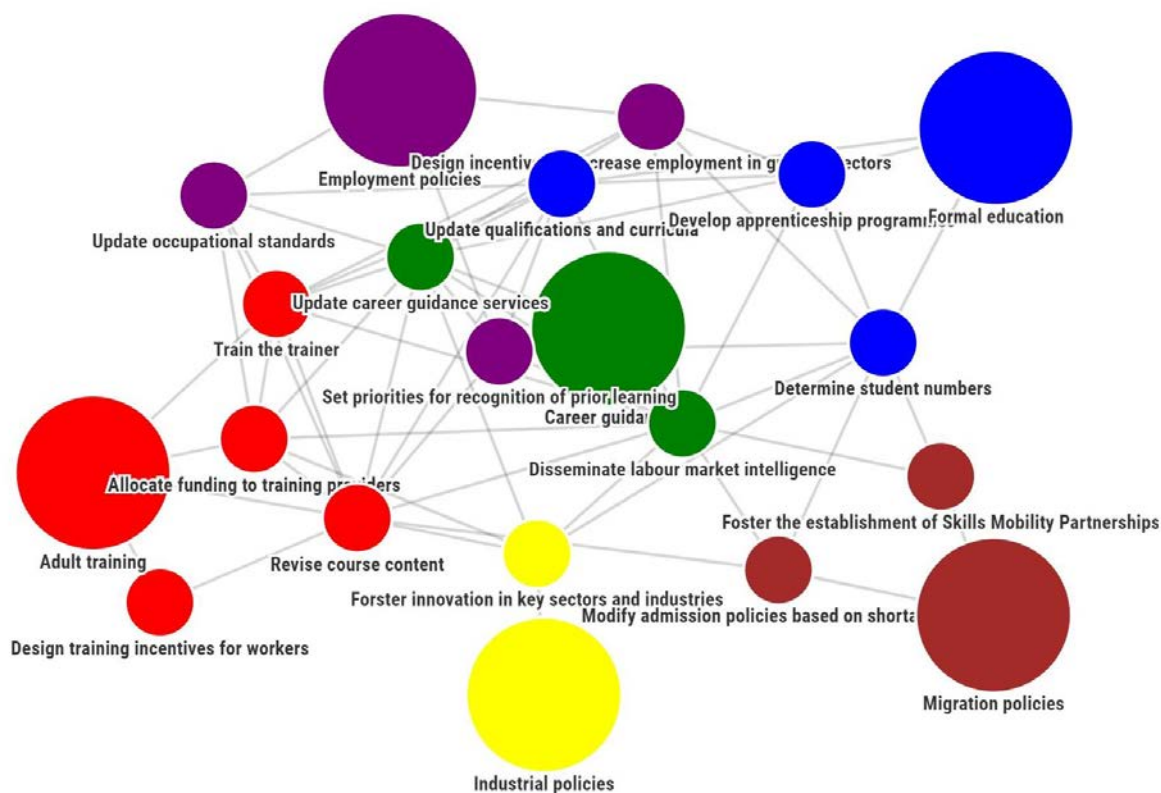 Design incentiv crease employment in g ectors
Employment policies
Formal education
Develop apprenticeship programme
Update qualifications and curricula
Update occupational standards
Update career guidance services
Train the trainer
Determine student numbers
Set priorities for recognition of prior learning
Career guida
Disseminate labour market intelligence
Allocate funding to training providers
Foster the establishment of Skills Mobility Partnerships
Adult training
Revise course content
Forster innovation in key sectors and industries
Modify admission policies based on shorta
Design training incentives for workers
Migration policies
Industrial policies